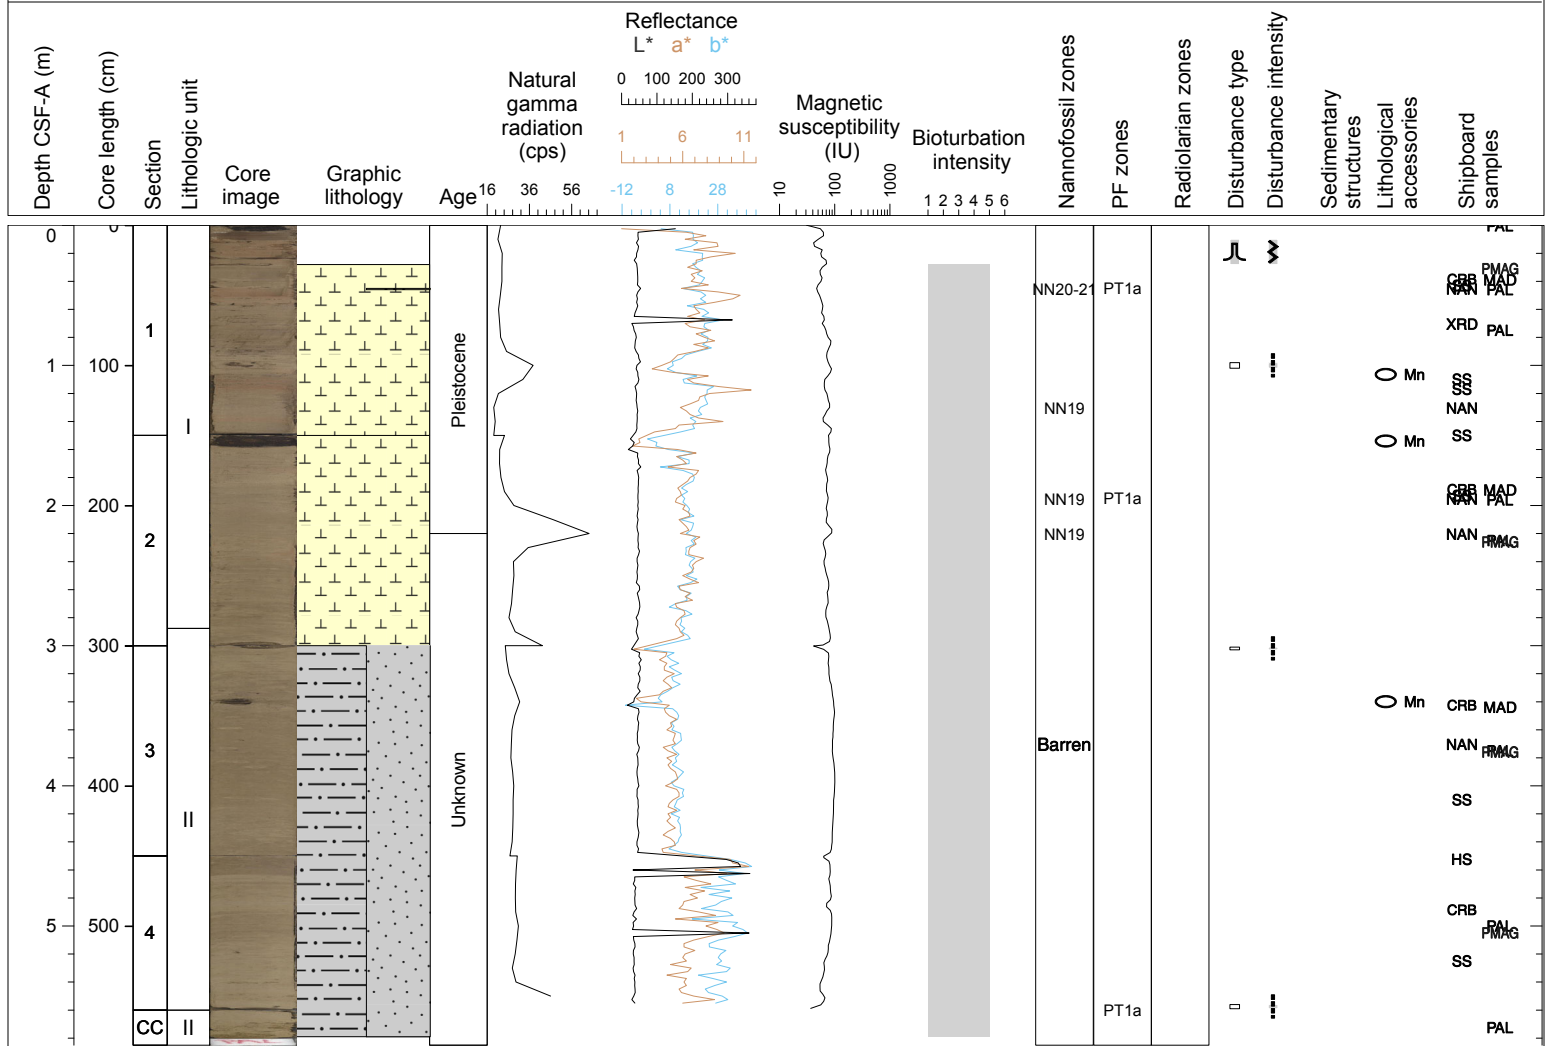 Depth CSF-A (m)
Core length (cm)
Section
Lithologic unit
Core
image
Graphic
lithology
Age
Natural
gamma
radiation
(cps)
16 36 56
Reflectance
L* a* b*
0 100 200 300
1 6 11
-12 8 28
Magnetic
susceptibility
(IU)
10 100 1000
Bioturbation
intensity
1 2 3 4 5 6
Nannofossil zones
PF zones
Radiolarian zones
Disturbance type
Disturbance intensity
Sedimentary
structures
Lithological
accessories
Shipboard
samples
0 0 PAL
PMAG
CRB MAD
NN20-21 PT1a NAN PAL
1 XRD PAL
1 100 Mn SS
SS
Pleistocene
NN19 NAN
I
Mn SS
CRB MAD
2 200 NN19 PT1a NAN PAL
2 NN19 NAN PMAG
3 300
Mn CRB MAD
3 Barren NAN PMAG
4 400 Unknown SS
II
HS
CRB
5 500 4 PAL
PMAG
SS
PT1a
CC II PAL